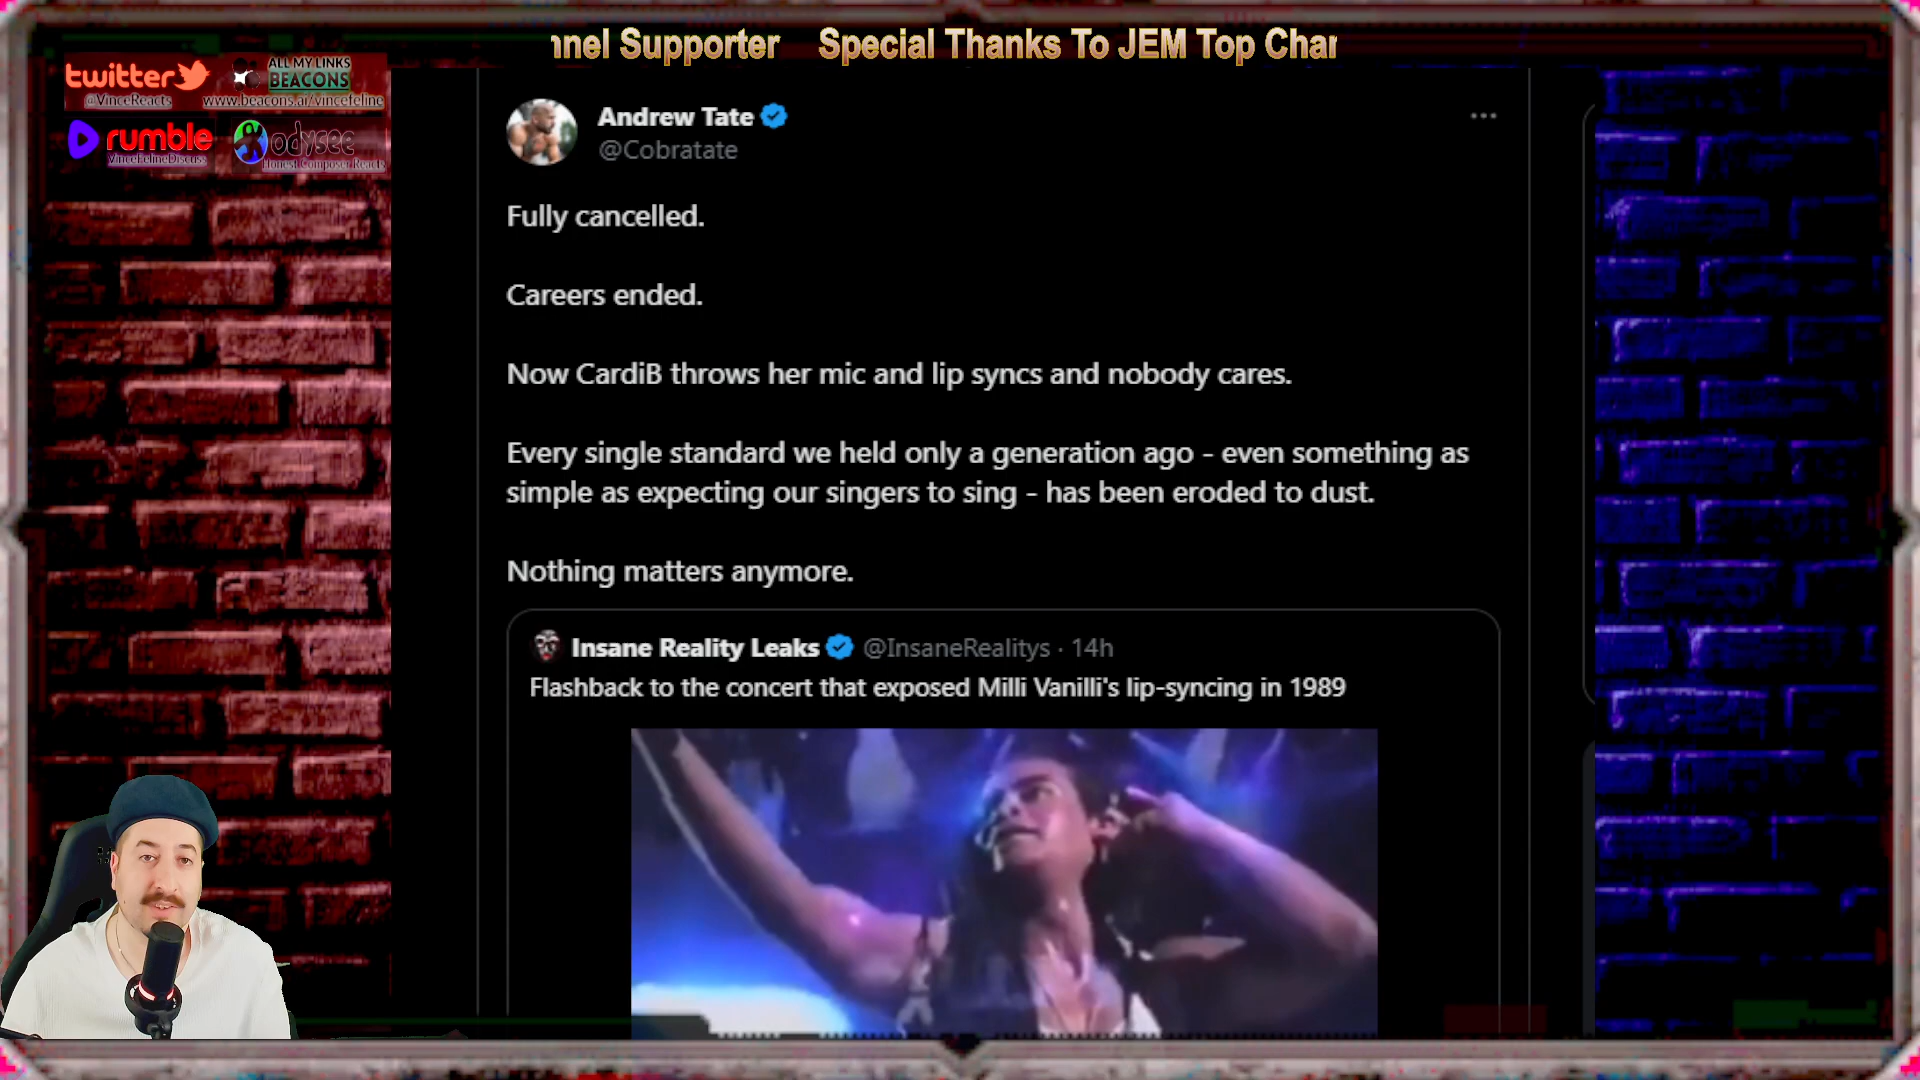 nnel Supporter Special Thanks To JEM Top Char
twitter
@VinceReacts
ALL MY LINKS
BEACONS
www.beacons.ai/vincefeline
rumble
VinceFelineDiscuss
odysee
Honest Composer Reacts
Andrew Tate
@Cobratate
Fully cancelled.
Careers ended.
Now CardiB throws her mic and lip syncs and nobody cares.
Every single standard we held only a generation ago - even something as
simple as expecting our singers to sing - has been eroded to dust.
Nothing matters anymore.
Insane Reality Leaks @InsaneRealitys · 14h
Flashback to the concert that exposed Milli Vanilli's lip-syncing in 1989